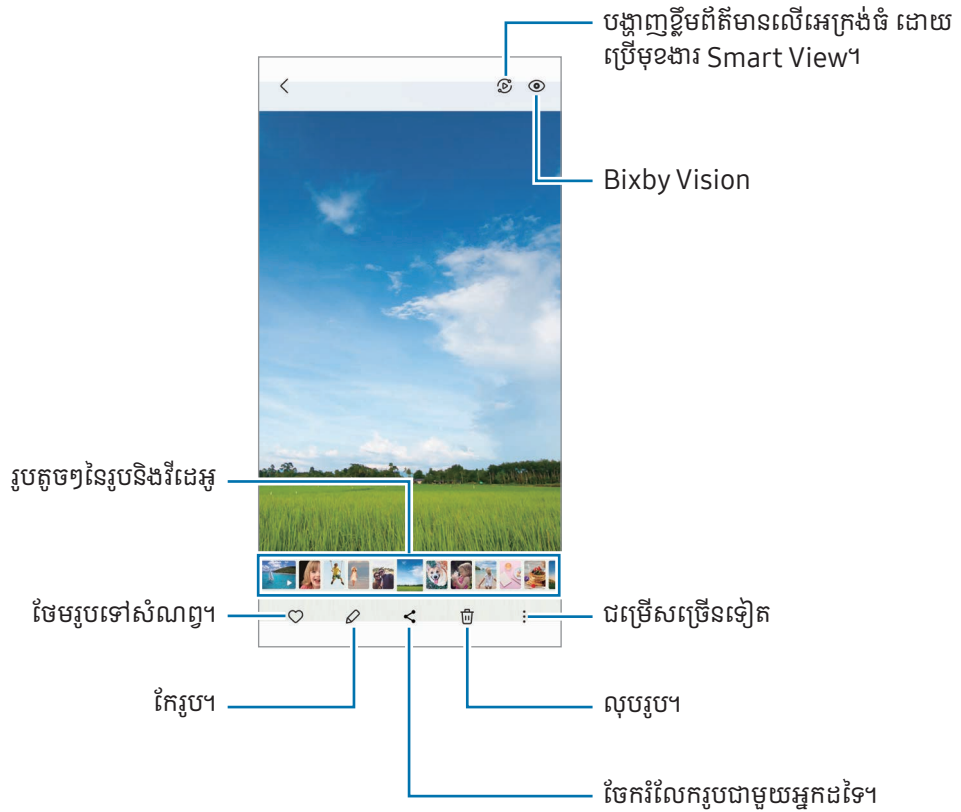 បង្ហាញខ្លឹមព័ត៌មានលើអេក្រង់ធំ ដោយ
ប្រើមុខងារ Smart View។
Bixby Vision
រូបតូចៗនៃរូបនិងវីដេអូ
ថែមរូបទៅសំណព្វ។
ជម្រើសច្រើនទៀត
កែរូប។
លុបរូប។
ចែករំលែករូបជាមួយអ្នកដទៃ។